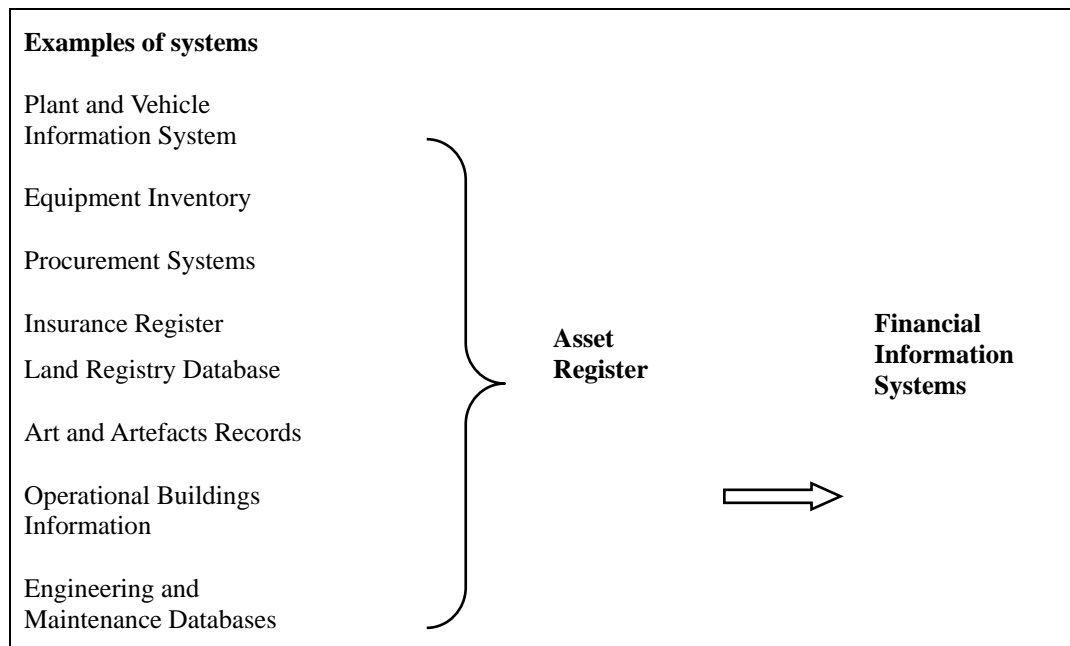 Examples of systems
Plant and Vehicle
Information System
Equipment Inventory
Procurement Systems
Insurance Register
Land Registry Database
Art and Artefacts Records
Operational Buildings
Information
Engineering and
Maintenance Databases
Asset
Register
Financial
Information
Systems